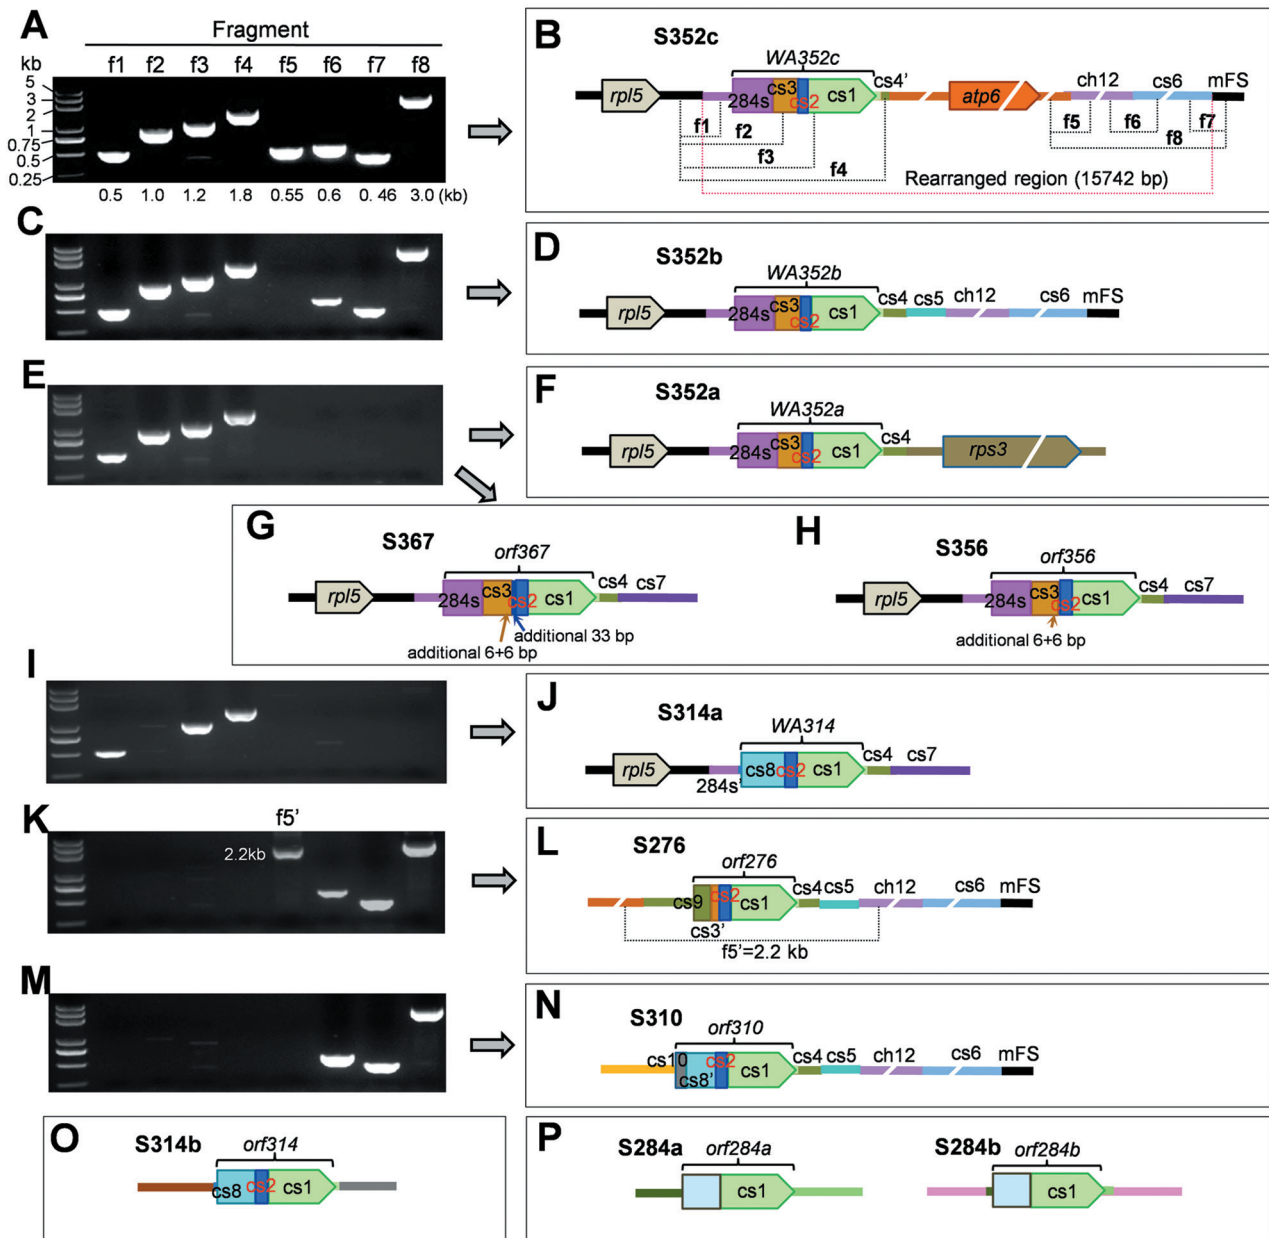 A
Fragment
kb f1 f2 f3 f4 f5 f6 f7 f8
5
3
2
1
0.75
0.5
0.25
0.5 1.0 1.2 1.8 0.55 0.6 0. 46 3.0 (kb)
B
S352c
WA352c
rpl5 284s cs3 cs2 cs1 cs4' atp6 ch12 cs6 mFS
f1 f2 f3 f4 f5 f6 f7 f8
Rearranged region (15742 bp)
C
D
S352b
WA352b
rpl5 284s cs3 cs2 cs1 cs4 cs5 ch12 cs6 mFS
E
F
S352a
WA352a
rpl5 284s cs3 cs2 cs1 cs4 rps3
G
S367
orf367
rpl5 284s cs3 cs2 cs1 cs4 cs7
additional 33 bp
additional 6+6 bp
H
S356
orf356
rpl5 284s cs3 cs2 cs1 cs4 cs7
additional 6+6 bp
I
J
S314a
WA314
rpl5 284s' cs8 cs2 cs1 cs4 cs7
K
f5'
2.2kb
L
S276
orf276
cs9 cs3' cs2 cs1 cs4 cs5 ch12 cs6 mFS
f5'=2.2 kb
M
N
S310
orf310
cs10 cs8' cs2 cs1 cs4 cs5 ch12 cs6 mFS
O
S314b
orf314
cs8 cs2 cs1
P
S284a
orf284a
cs1
S284b
orf284b
cs1